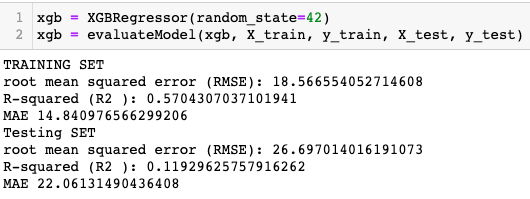 1 xgb = XGBRegressor(random_state=42)
2 xgb = evaluateModel(xgb, X_train, y_train, X_test, y_test)
TRAINING SET
root mean squared error (RMSE): 18.566554052714608
R-squared (R2 ): 0.5704307037101941
MAE 14.840976566299206
Testing SET
root mean squared error (RMSE): 26.697014016191073
R-squared (R2 ): 0.11929625757916262
MAE 22.06131490436408